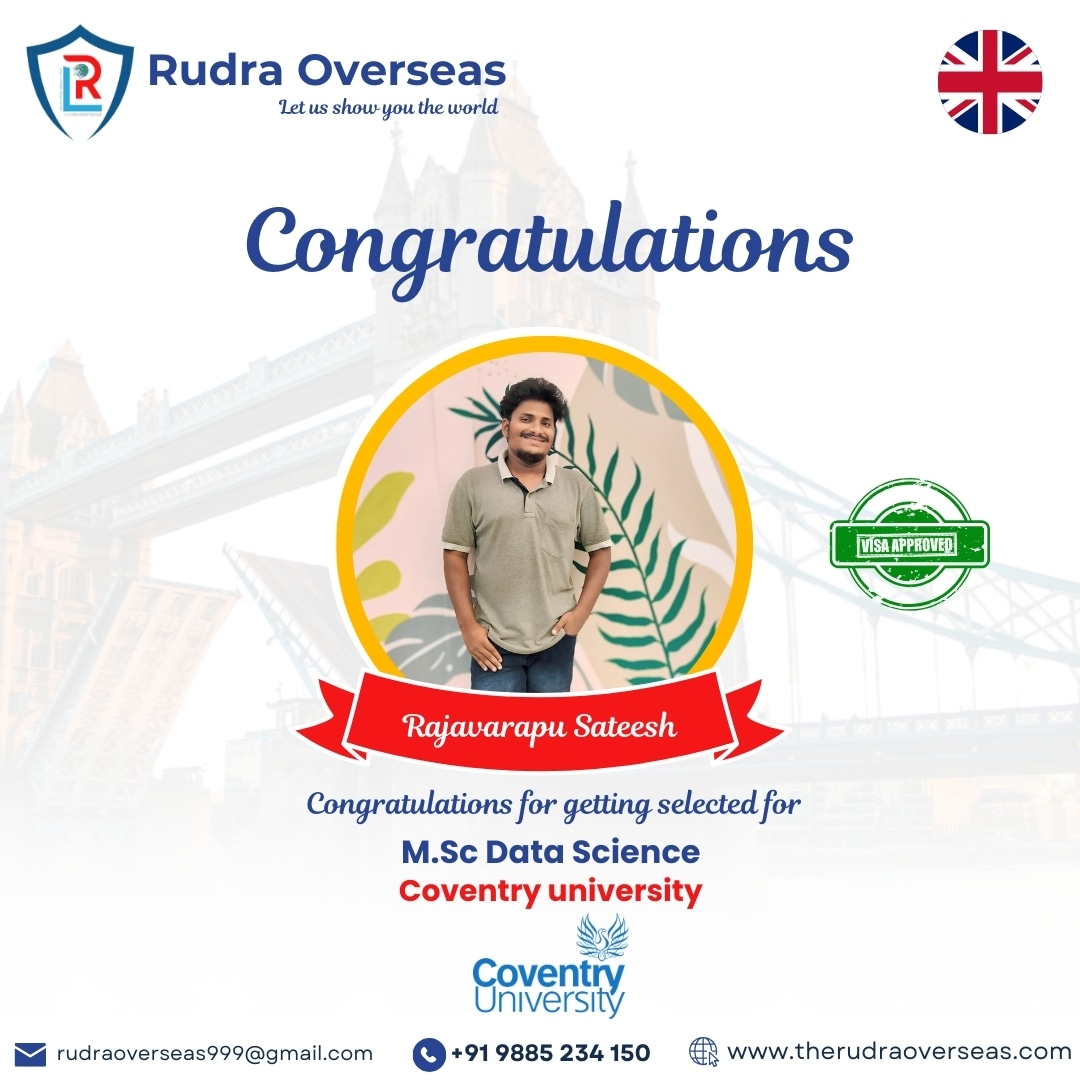 Rudra Overseas
Let us show you the world
Congratulations
VISA APPROVED
Rajavarapu Sateesh
Congratulations for getting selected for
M.Sc Data Science
Coventry university
Coventry
University
rudraoverseas999@gmail.com
+91 9885 234 150
www.therudraoverseas.com